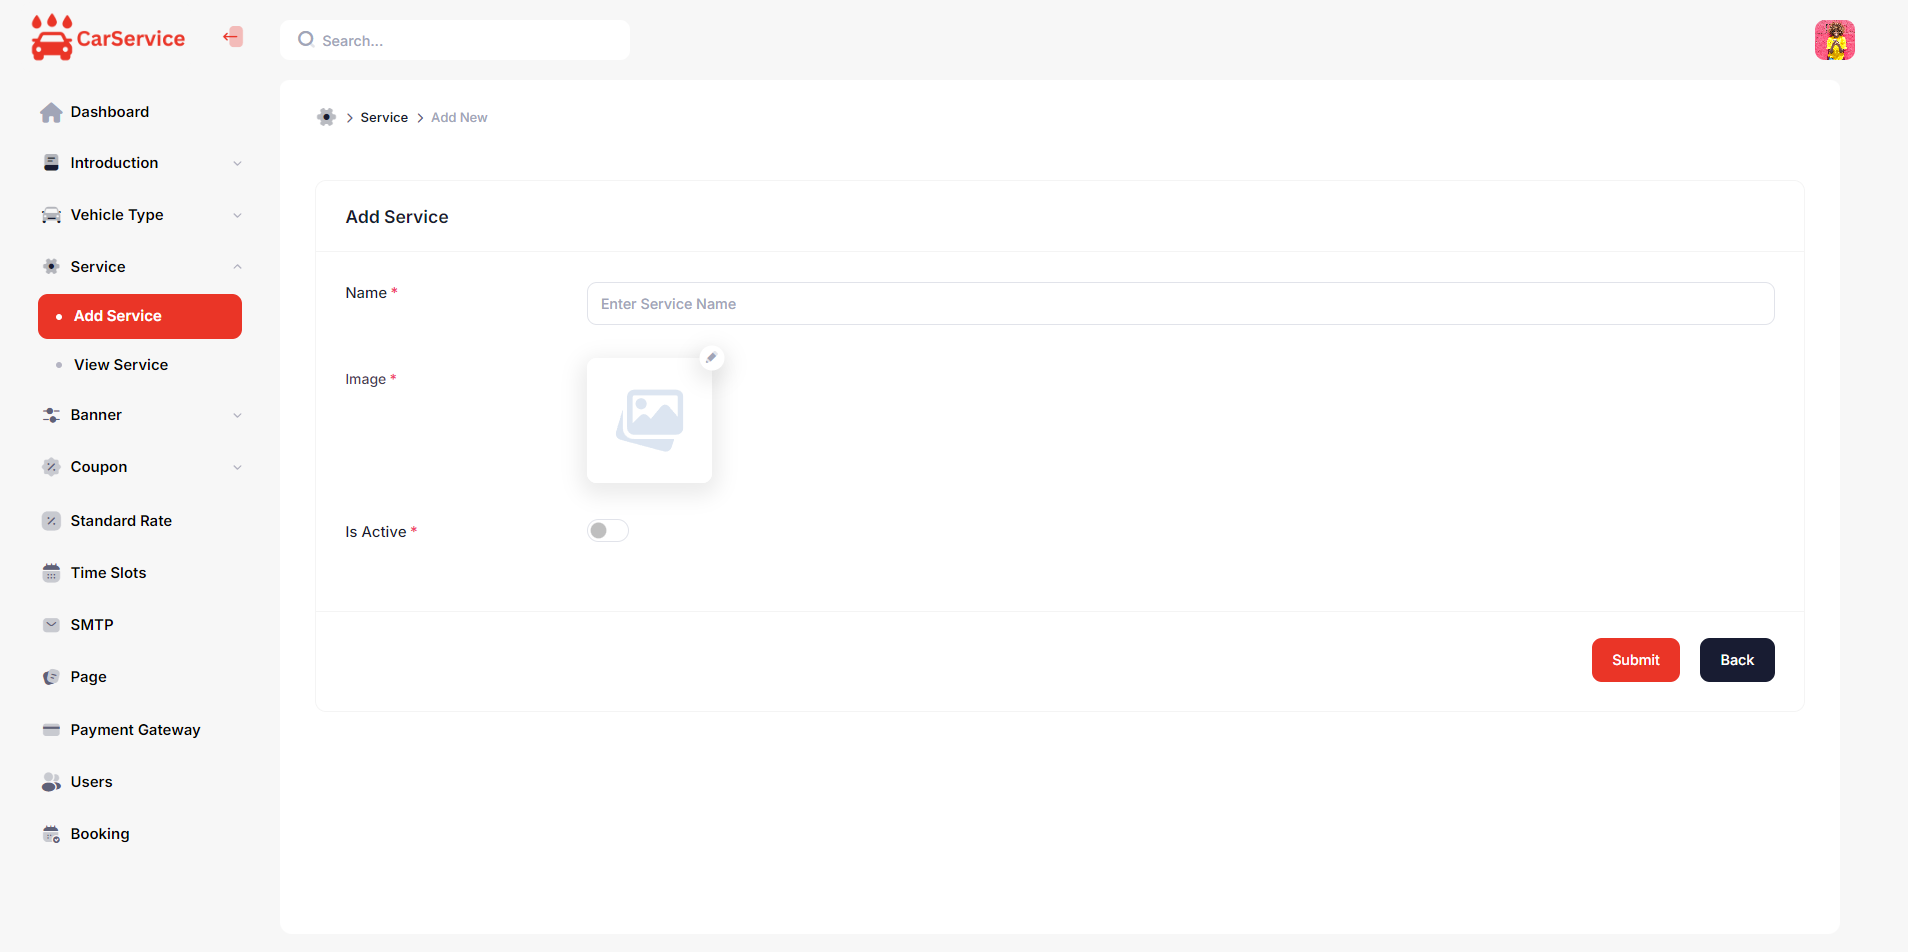 CarService
Search...
Dashboard
Introduction
Vehicle Type
Service
Add Service
View Service
Banner
Coupon
Standard Rate
Time Slots
SMTP
Page
Payment Gateway
Users
Booking
> Service > Add New
Add Service
Name *
Enter Service Name
Image *
Is Active *
Submit
Back